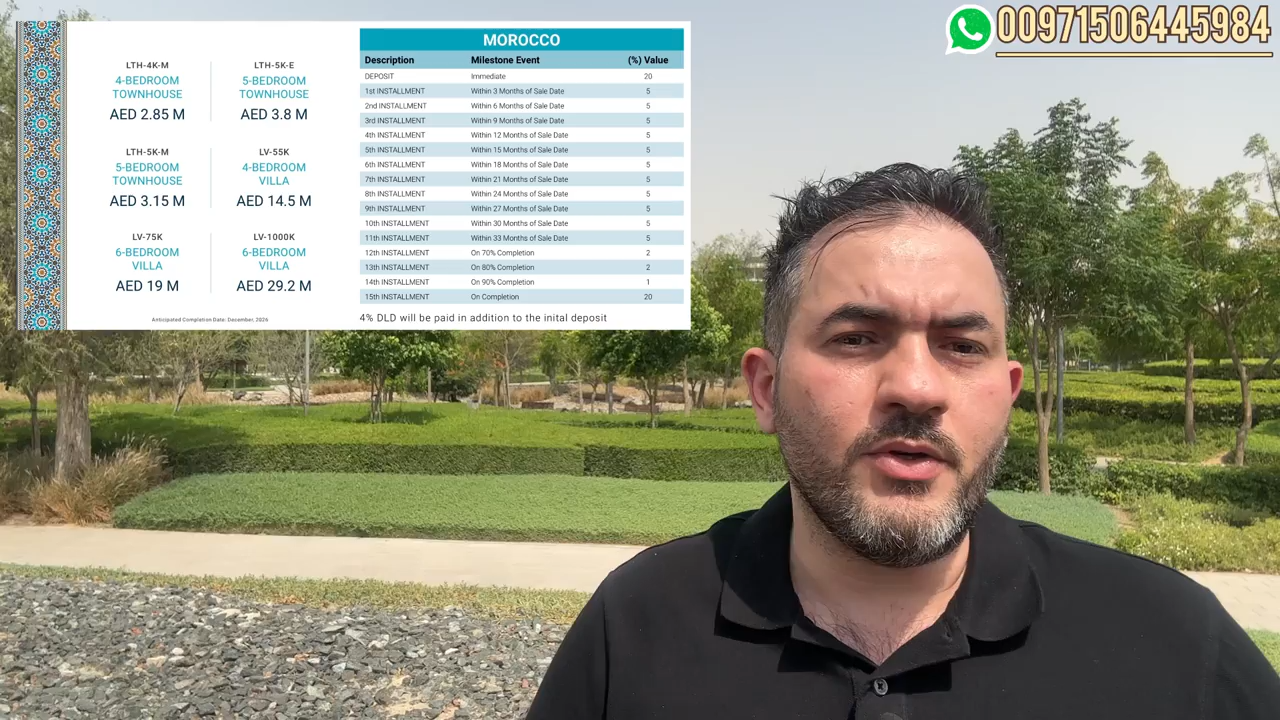 00971506445984
LTH-4K-M
4-BEDROOM
TOWNHOUSE
AED 2.85 M
LTH-5K-E
5-BEDROOM
TOWNHOUSE
AED 3.8 M
LTH-5K-M
5-BEDROOM
TOWNHOUSE
AED 3.15 M
LV-55K
4-BEDROOM
VILLA
AED 14.5 M
LV-75K
6-BEDROOM
VILLA
AED 19 M
LV-1000K
6-BEDROOM
VILLA
AED 29.2 M
Anticipated Completion Date: December, 2026
MOROCCO
Description Milestone Event (%) Value
DEPOSIT Immediate 20
1st INSTALLMENT Within 3 Months of Sale Date 5
2nd INSTALLMENT Within 6 Months of Sale Date 5
3rd INSTALLMENT Within 9 Months of Sale Date 5
4th INSTALLMENT Within 12 Months of Sale Date 5
5th INSTALLMENT Within 15 Months of Sale Date 5
6th INSTALLMENT Within 18 Months of Sale Date 5
7th INSTALLMENT Within 21 Months of Sale Date 5
8th INSTALLMENT Within 24 Months of Sale Date 5
9th INSTALLMENT Within 27 Months of Sale Date 5
10th INSTALLMENT Within 30 Months of Sale Date 5
11th INSTALLMENT Within 33 Months of Sale Date 5
12th INSTALLMENT On 70% Completion 2
13th INSTALLMENT On 80% Completion 2
14th INSTALLMENT On 90% Completion 1
15th INSTALLMENT On Completion 20
4% DLD will be paid in addition to the inital deposit